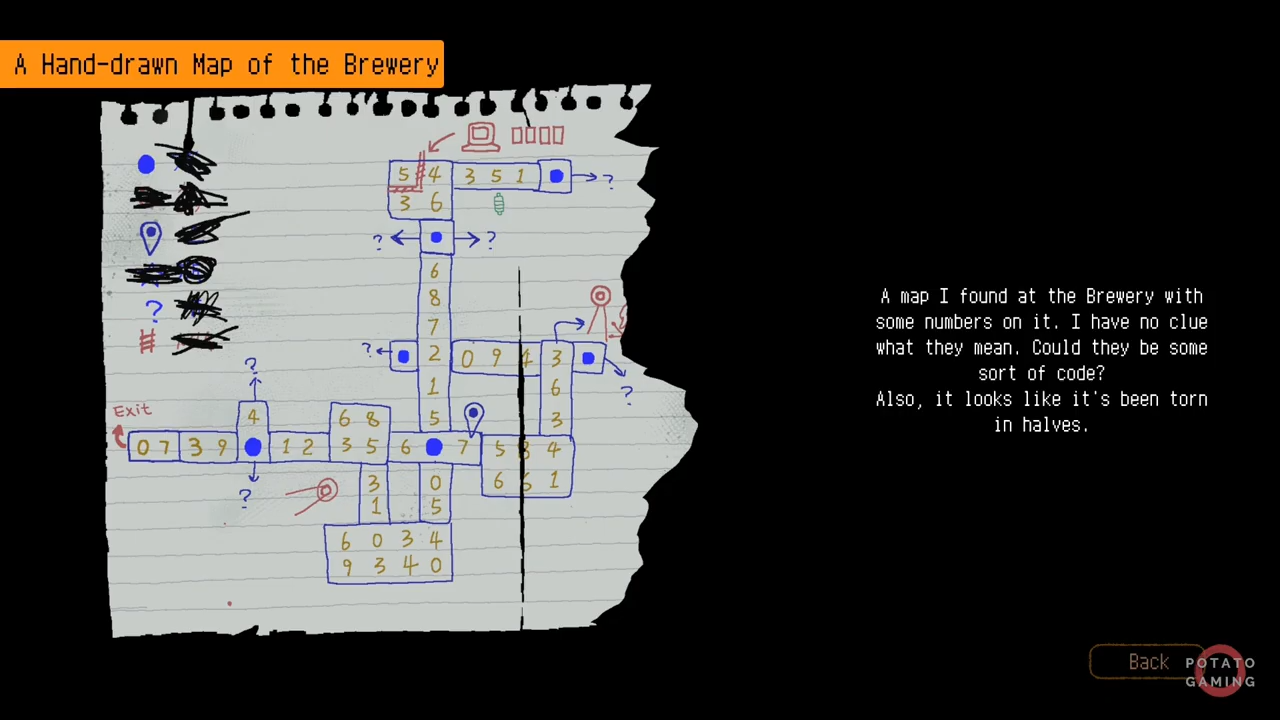 A Hand-drawn Map of the Brewery
5 4 3 5 1
?
3 6
? ?
6
8
7
? 2 0 9 4 3
1 6
?
? 5 3
Exit
4 6 8
0 7 3 9 1 2 3 5 6 7 5 8 4
3 0 6 6 1
?
1 5
6 0 3 4
9 3 4 0
?
#
A map I found at the Brewery with
some numbers on it. I have no clue
what they mean. Could they be some
sort of code?
Also, it looks like it's been torn
in halves.
Back
POTATO
GAMING